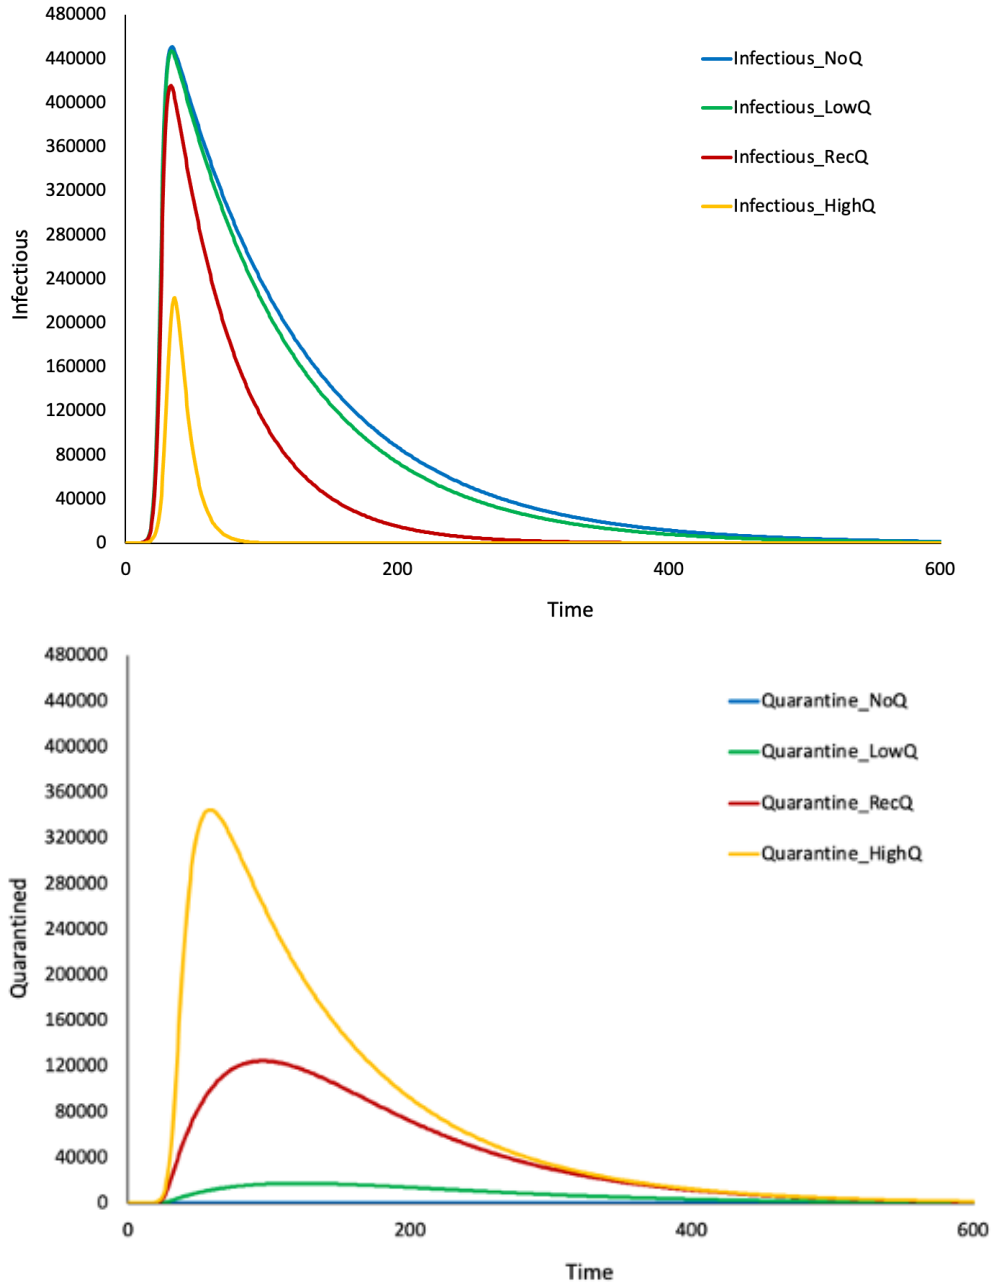 480000
440000
400000
360000
320000
280000
240000
200000
160000
120000
80000
40000
0
Infectious
Infectious_NoQ
Infectious_LowQ
Infectious_RecQ
Infectious_HighQ
0 200 400 600
Time
480000
440000
400000
360000
320000
280000
240000
200000
160000
120000
80000
40000
0
Quarantined
Quarantine_NoQ
Quarantine_LowQ
Quarantine_RecQ
Quarantine_HighQ
0 200 400 600
Time